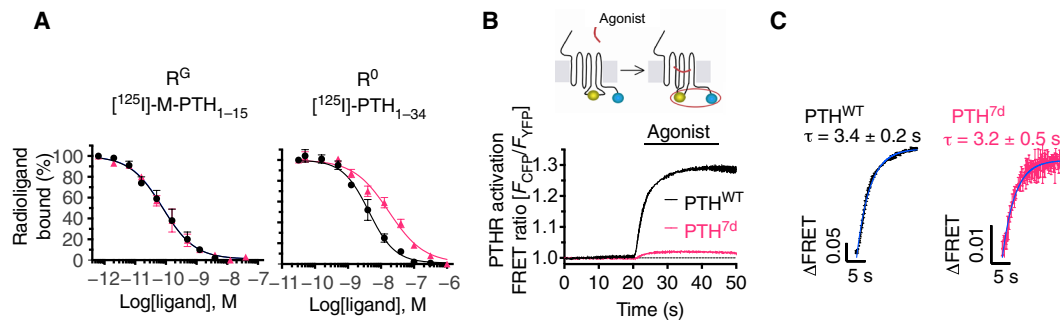 A
R^G
[^125I]-M-PTH_1–15
R^0
[^125I]-PTH_1–34
Radioligand
bound (%)
100
80
60
40
20
0
−12 −11 −10 −9 −8 −7
Log[ligand], M
−11 −10 −9 −8 −7 −6
Log[ligand], M
B
Agonist
Agonist
PTHR activation
FRET ratio [F_CFP/F_YFP]
1.3
1.2
1.1
1.0
PTH^WT
PTH^7d
0 10 20 30 40 50
Time (s)
C
PTH^WT
τ = 3.4 ± 0.2 s
ΔFRET
0.05
5 s
PTH^7d
τ = 3.2 ± 0.5 s
ΔFRET
0.01
5 s